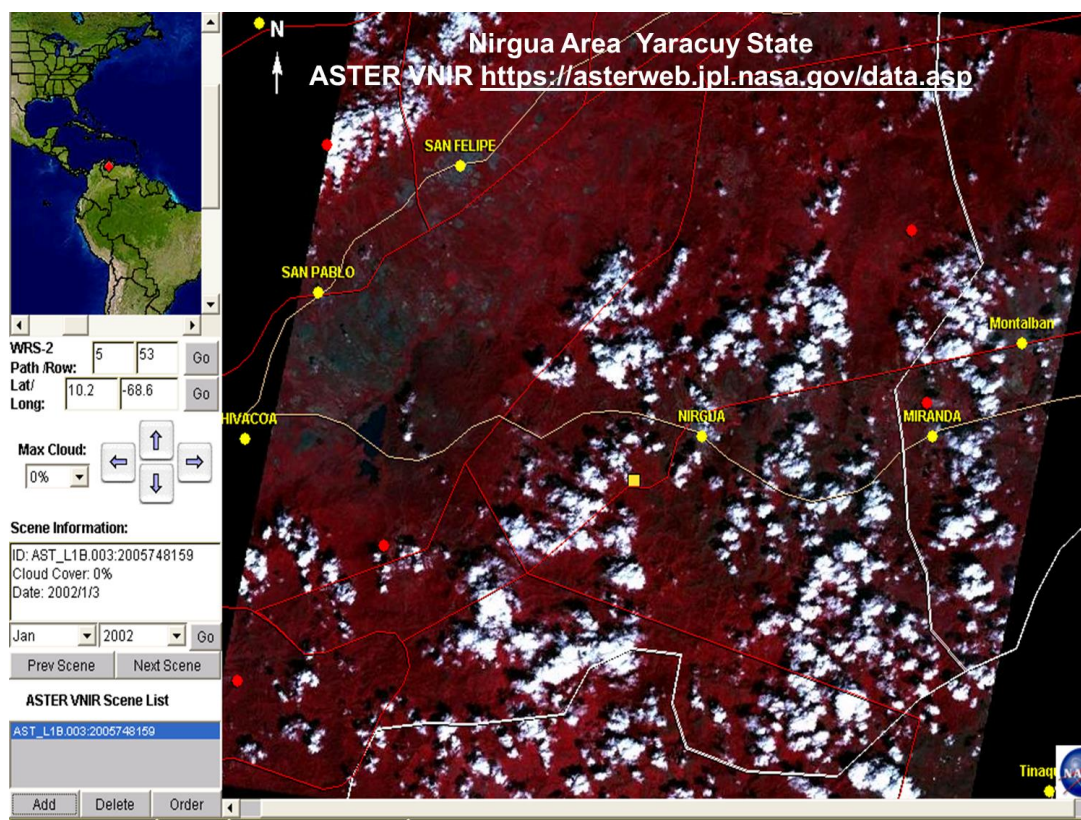 N
Nirgua Area Yaracuy State
ASTER VNIR https://asterweb.jpl.nasa.gov/data.asp
SAN FELIPE
SAN PABLO
Montalban
HIVACOA
NIRGUA
MIRANDA
Tinaqu
NA
WRS-2
Path /Row: 5 53 Go
Lat/
Long: 10.2 -68.6 Go
Max Cloud:
0%
Scene Information:
ID: AST_L1B.003:2005748159
Cloud Cover: 0%
Date: 2002/1/3
Jan 2002 Go
Prev Scene Next Scene
ASTER VNIR Scene List
AST_L1B.003:2005748159
Add Delete Order